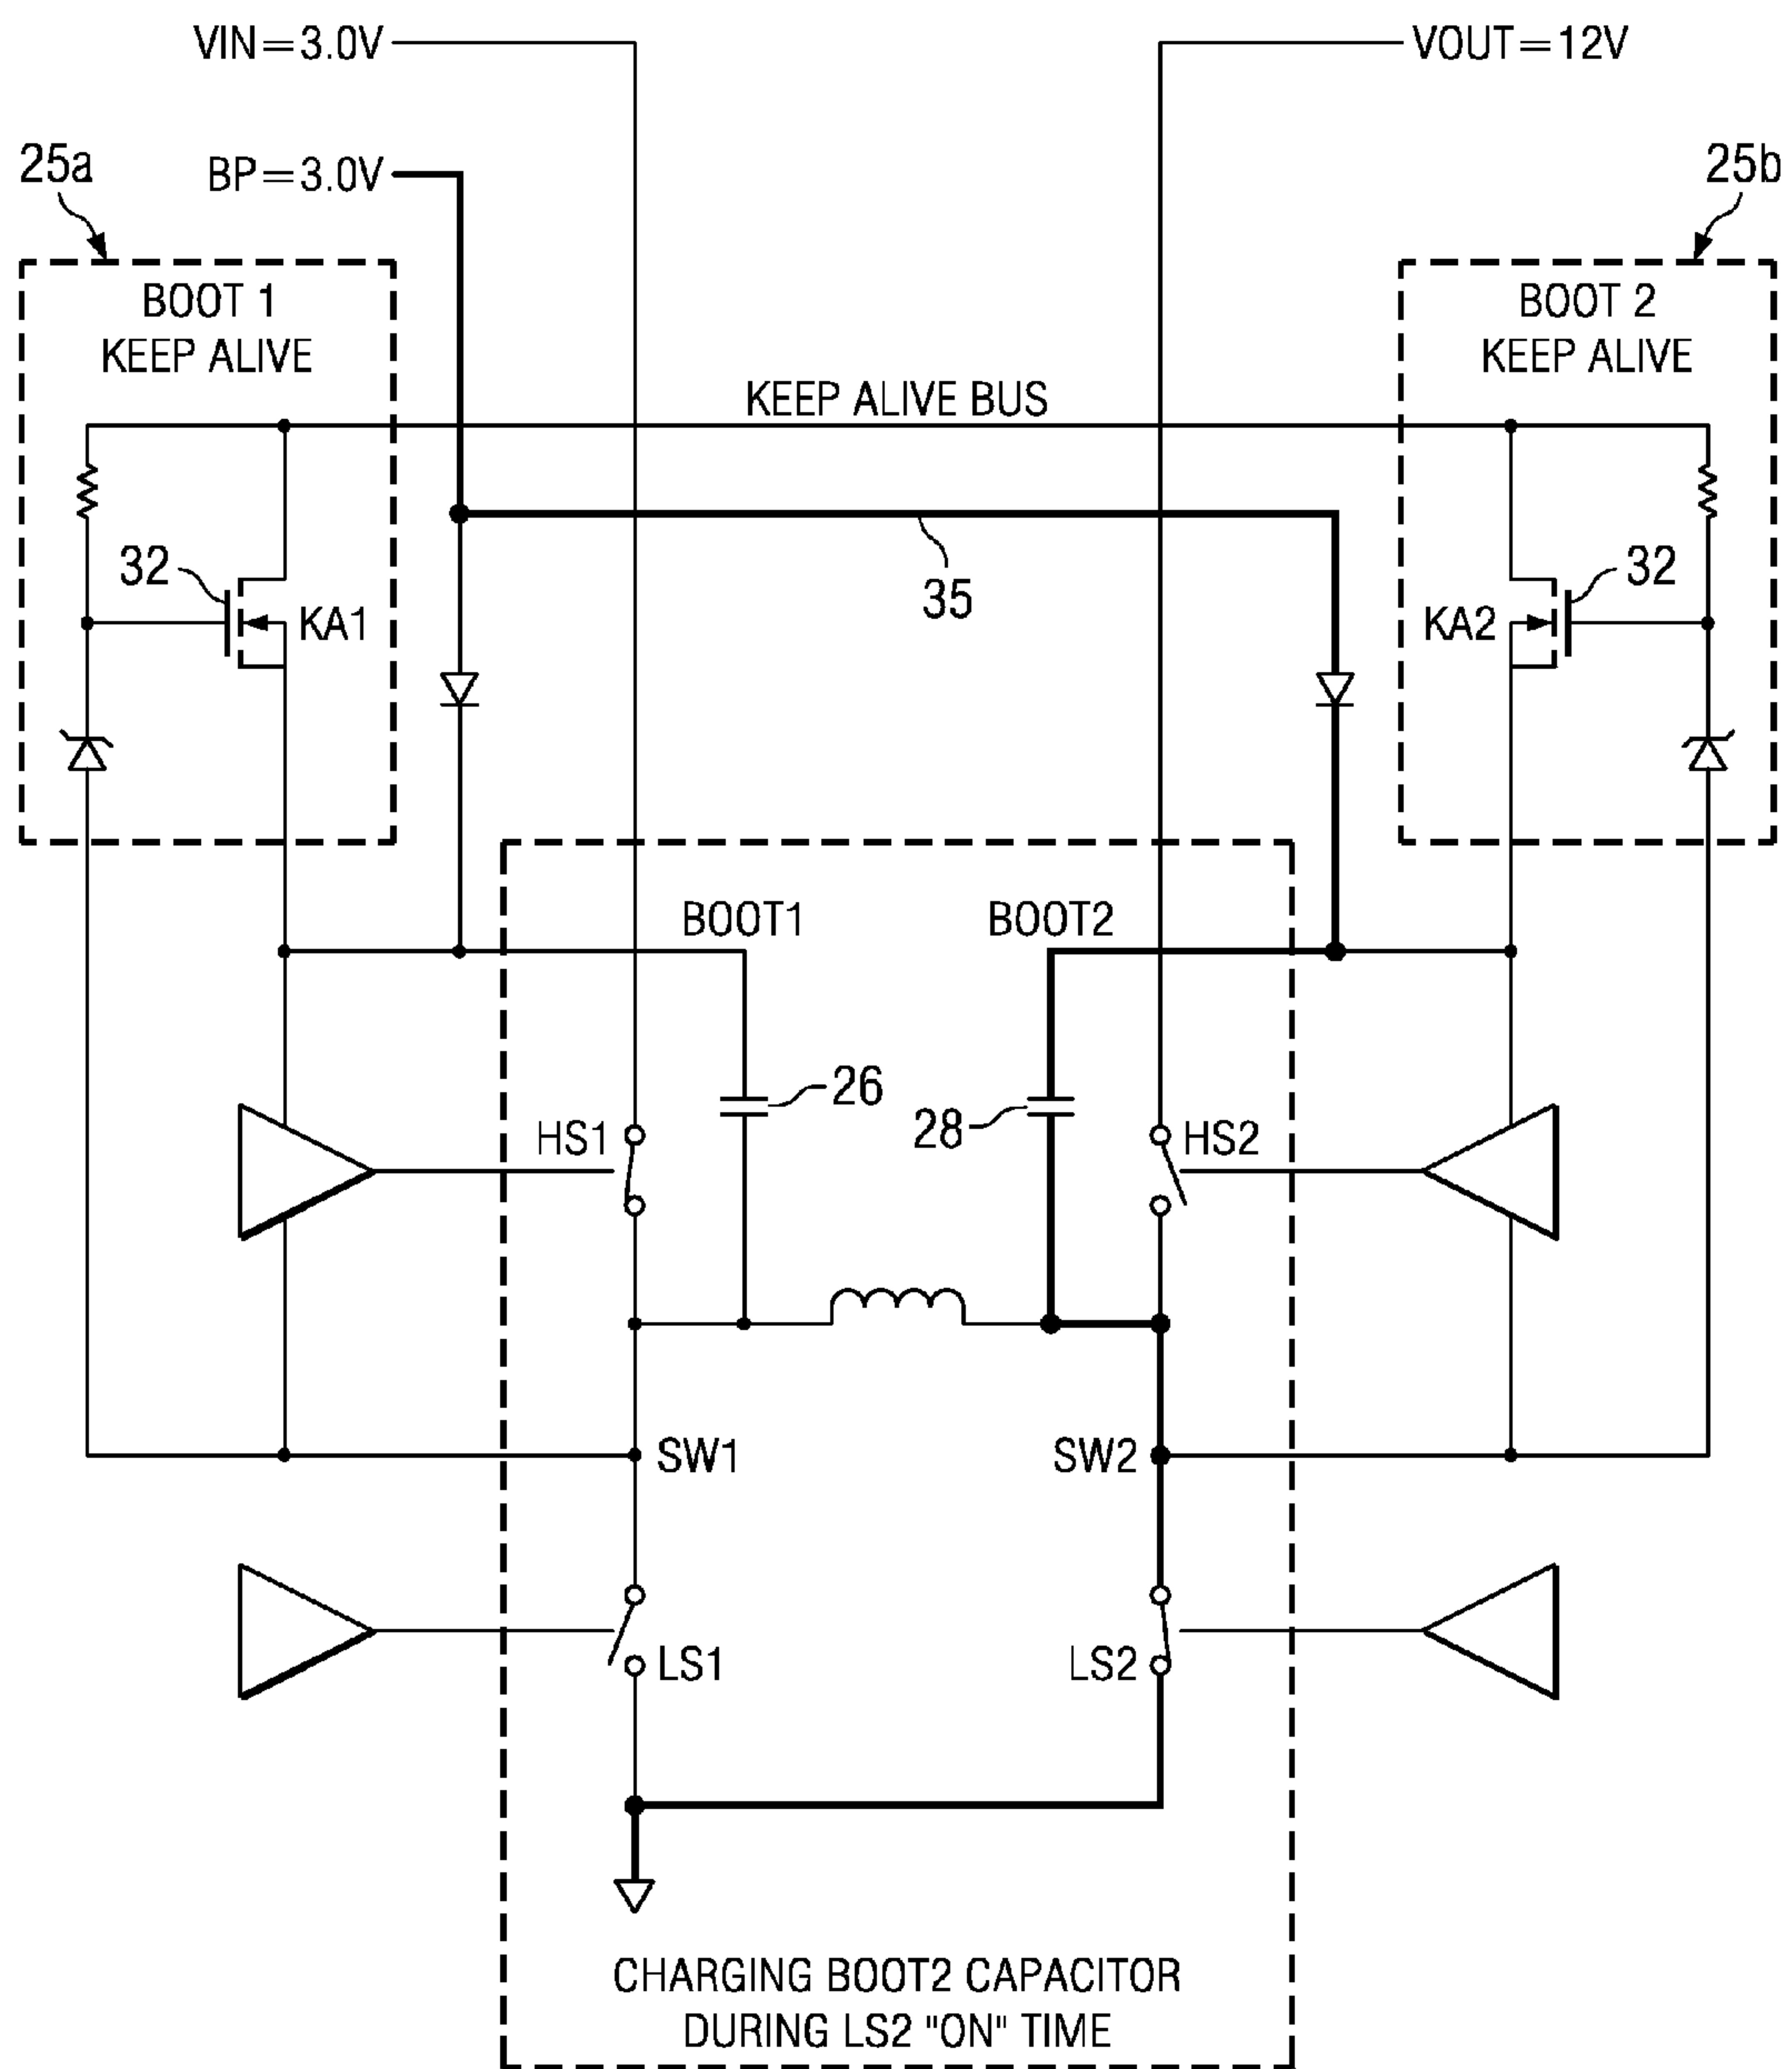 VIN=3.0V
VOUT=12V
25a
BP=3.0V
25b
BOOT 1
KEEP ALIVE
BOOT 2
KEEP ALIVE
KEEP ALIVE BUS
32
KA1
35
KA2
32
BOOT1
BOOT2
26
28
HS1
HS2
SW1
SW2
LS1
LS2
CHARGING BOOT2 CAPACITOR
DURING LS2 "ON" TIME